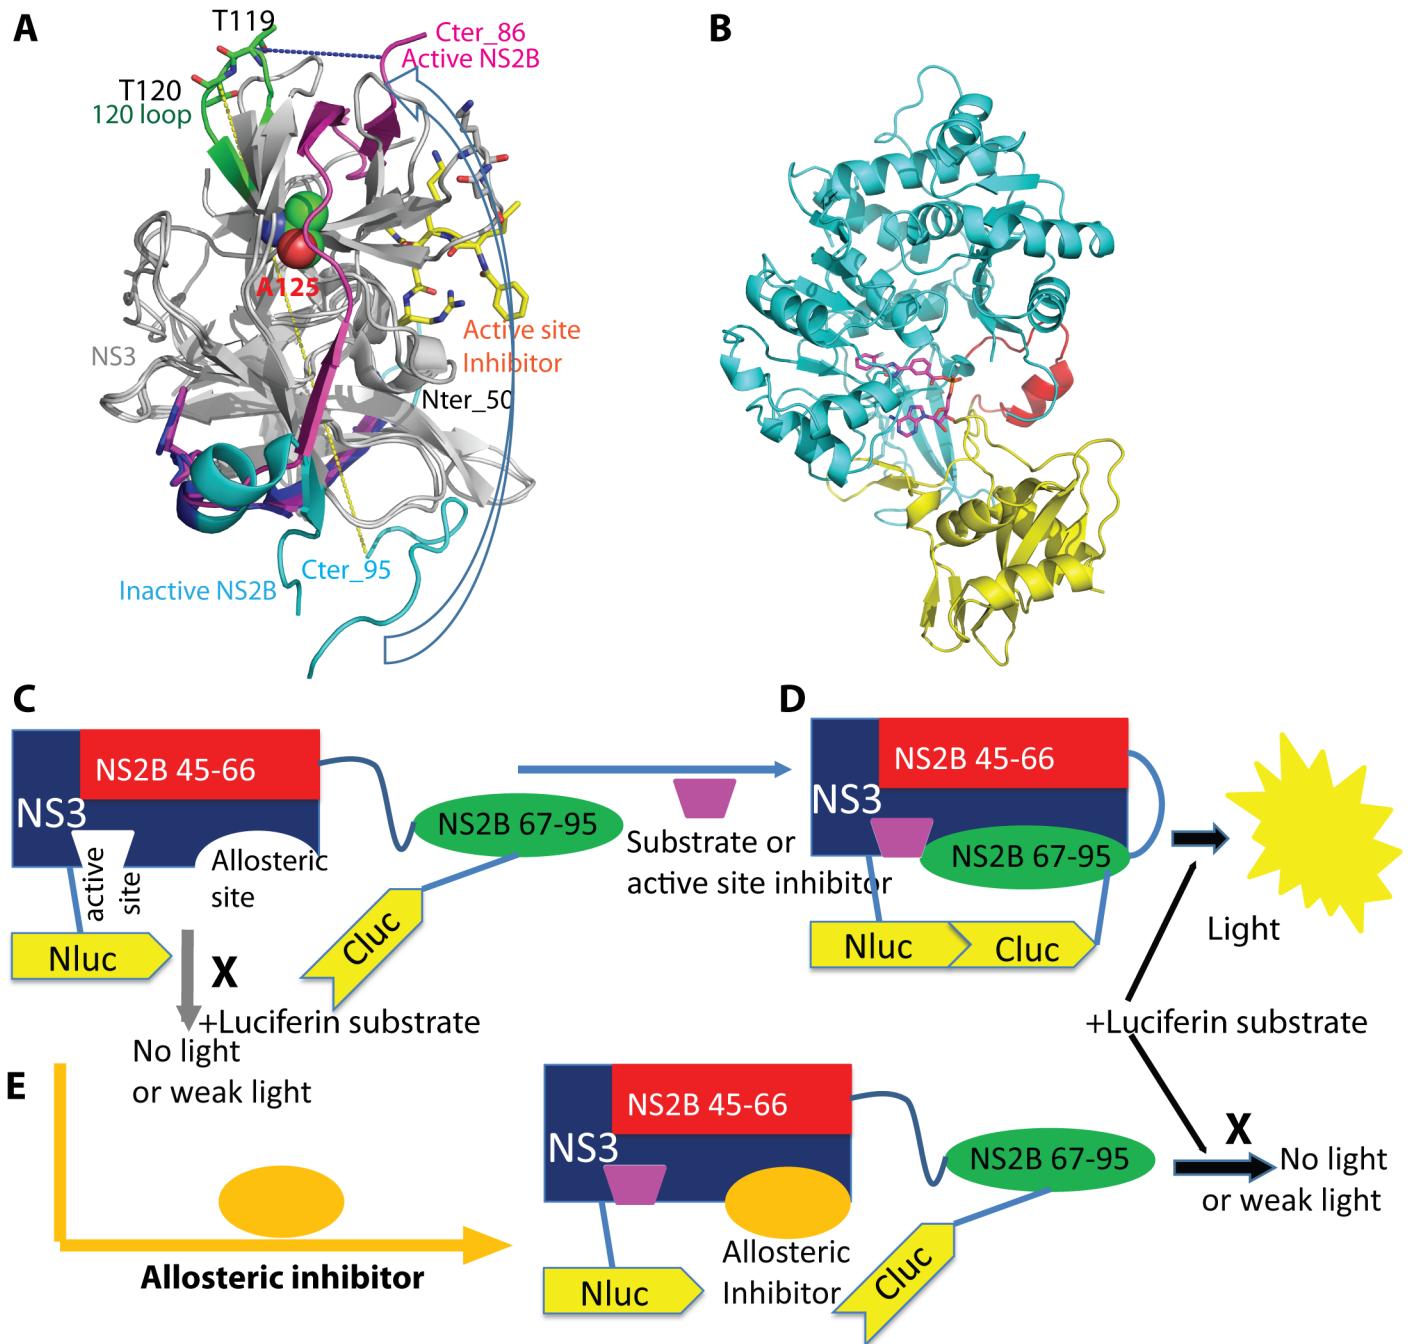 A
T119
Cter_86
Active NS2B
T120
120 loop
A125
NS3
Active site
Inhibitor
Nter_50
Inactive NS2B
Cter_95
B
C
NS2B 45-66
NS3
active
site
Allosteric
site
NS2B 67-95
Nluc
Cluc
X
+Luciferin substrate
No light
or weak light
Substrate or
active site inhibitor
D
NS2B 45-66
NS3
NS2B 67-95
Nluc
Cluc
Light
+Luciferin substrate
X
No light
or weak light
E
Allosteric inhibitor
NS2B 45-66
NS3
NS2B 67-95
Allosteric
Inhibitor
Nluc
Cluc